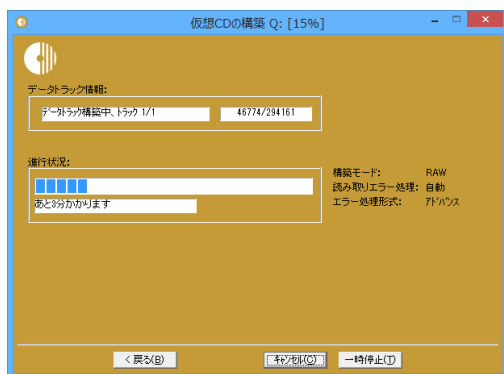 仮想CDの構築 Q: [15%]
データトラック情報:
ﾃﾞｰﾀﾄﾗｯｸ構築中、ﾄﾗｯｸ 1/1
46774/294161
進行状況:
あと3分かかります
構築モード: RAW
読み取りエラー処理: 自動
エラー処理形式: ｱﾄﾞﾊﾞﾝｽ
< 戻る(B)
ｷｬﾝｾﾙ(C)
一時停止(T)